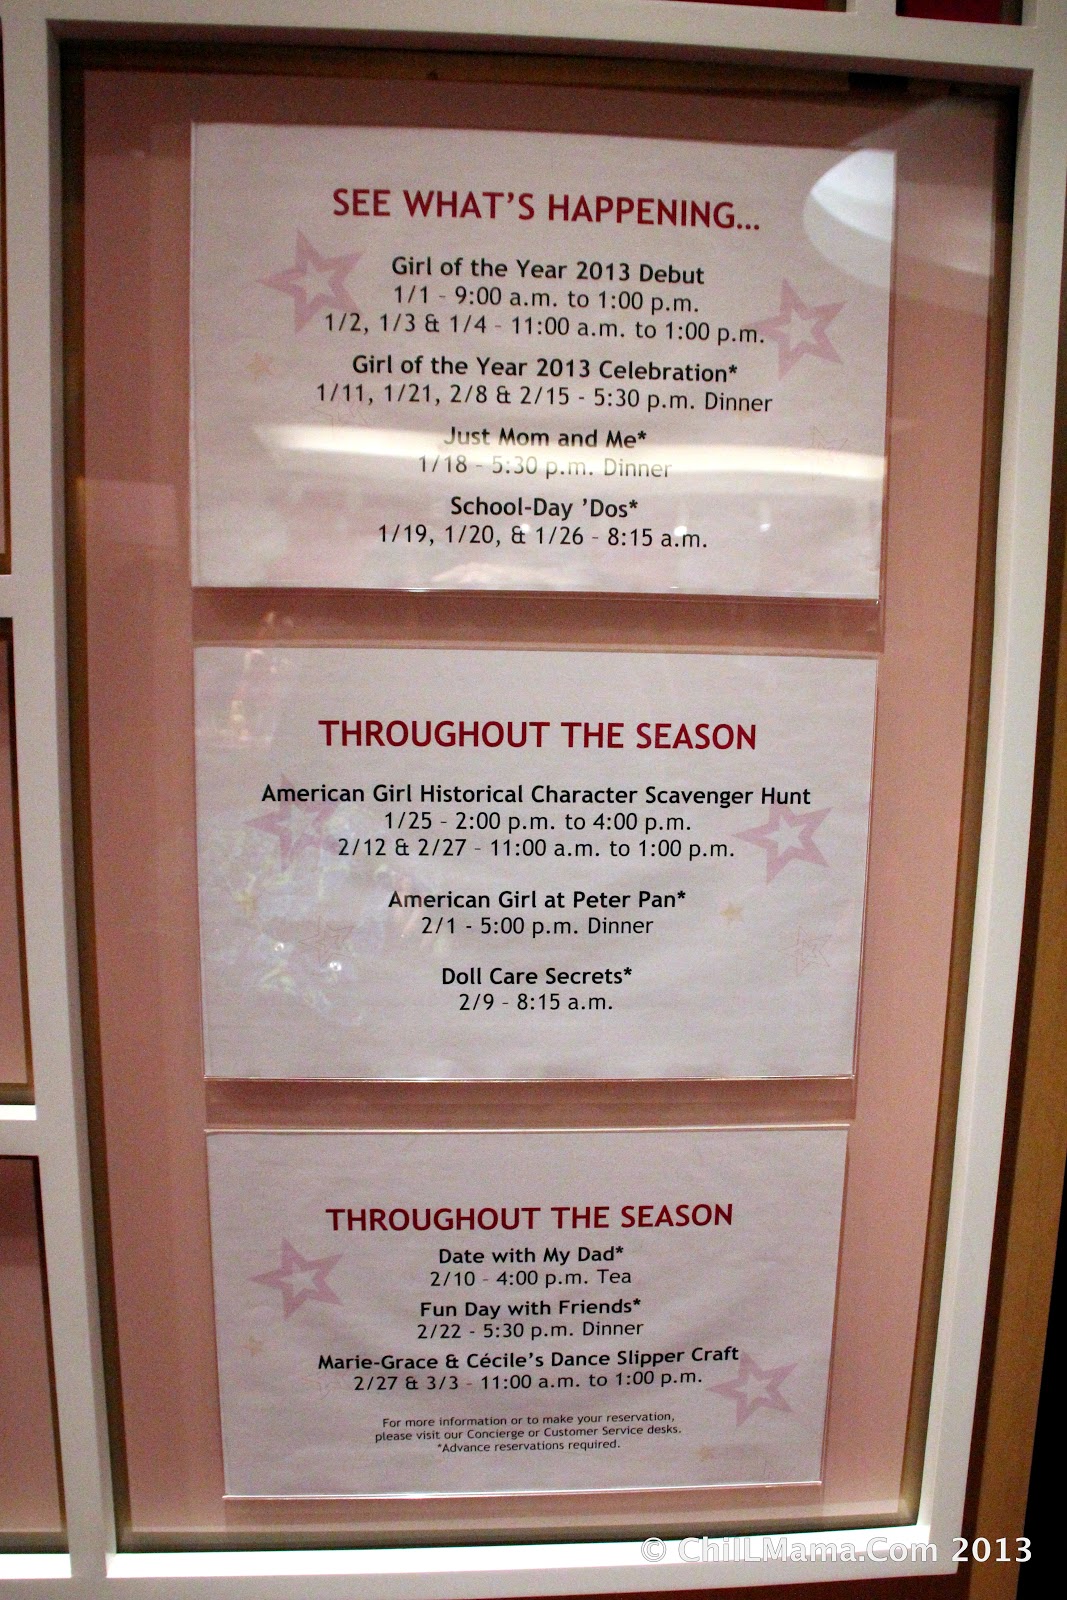 SEE WHAT'S HAPPENING...
Girl of the Year 2013 Debut
1/1 - 9:00 a.m. to 1:00 p.m.
1/2, 1/3 & 1/4 - 11:00 a.m. to 1:00 p.m.
Girl of the Year 2013 Celebration*
1/11, 1/21, 2/8 & 2/15 - 5:30 p.m. Dinner
Just Mom and Me*
1/18 - 5:30 p.m. Dinner
School-Day 'Dos*
1/19, 1/20, & 1/26 - 8:15 a.m.
THROUGHOUT THE SEASON
American Girl Historical Character Scavenger Hunt
1/25 - 2:00 p.m. to 4:00 p.m.
2/12 & 2/27 - 11:00 a.m. to 1:00 p.m.
American Girl at Peter Pan*
2/1 - 5:00 p.m. Dinner
Doll Care Secrets*
2/9 - 8:15 a.m.
THROUGHOUT THE SEASON
Date with My Dad*
2/10 - 4:00 p.m. Tea
Fun Day with Friends*
2/22 - 5:30 p.m. Dinner
Marie-Grace & Cécile's Dance Slipper Craft
2/27 & 3/3 - 11:00 a.m. to 1:00 p.m.
For more information or to make your reservation,
please visit our Concierge or Customer Service desks.
*Advance reservations required.
© ChiILMama.Com 2013